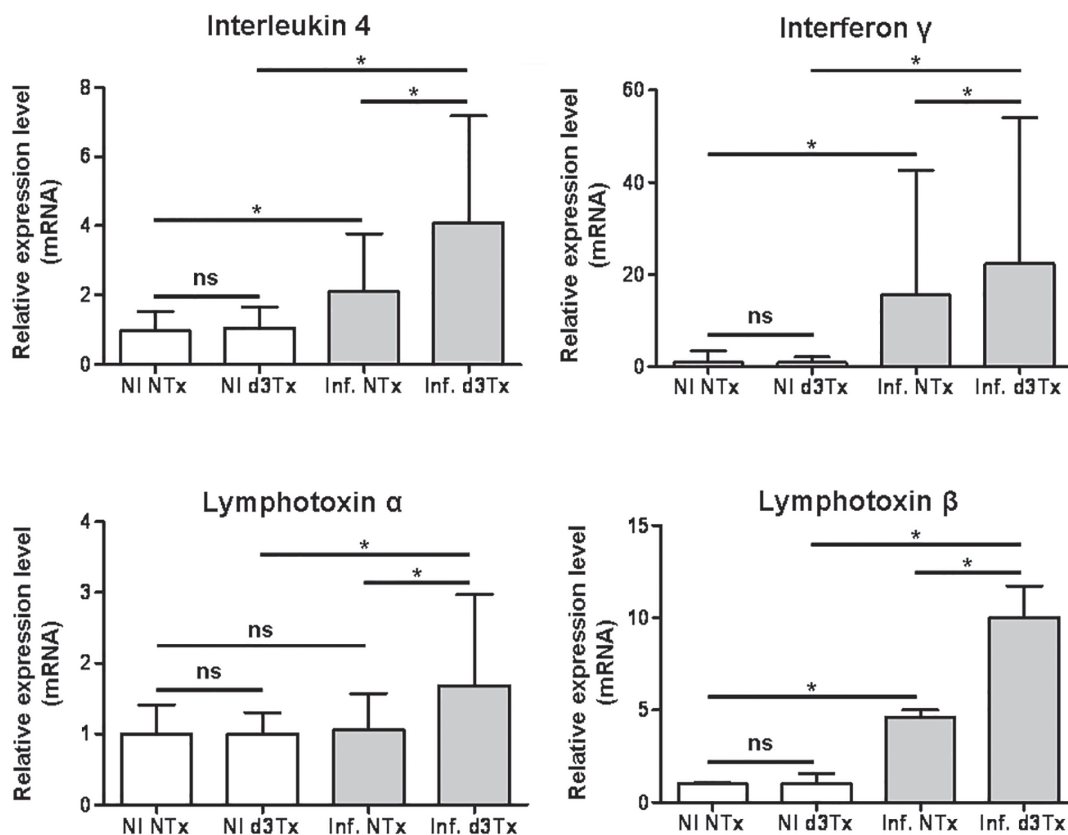 Interleukin 4
Relative expression level
(mRNA)
8
6
4
2
0
*
*
*
ns
NI NTx
NI d3Tx
Inf. NTx
Inf. d3Tx
Interferon γ
Relative expression level
(mRNA)
60
40
20
0
*
*
*
ns
NI NTx
NI d3Tx
Inf. NTx
Inf. d3Tx
Lymphotoxin α
Relative expression level
(mRNA)
4
3
2
1
0
*
*
ns
ns
NI NTx
NI d3Tx
Inf. NTx
Inf. d3Tx
Lymphotoxin β
Relative expression level
(mRNA)
15
10
5
0
*
*
*
ns
NI NTx
NI d3Tx
Inf. NTx
Inf. d3Tx